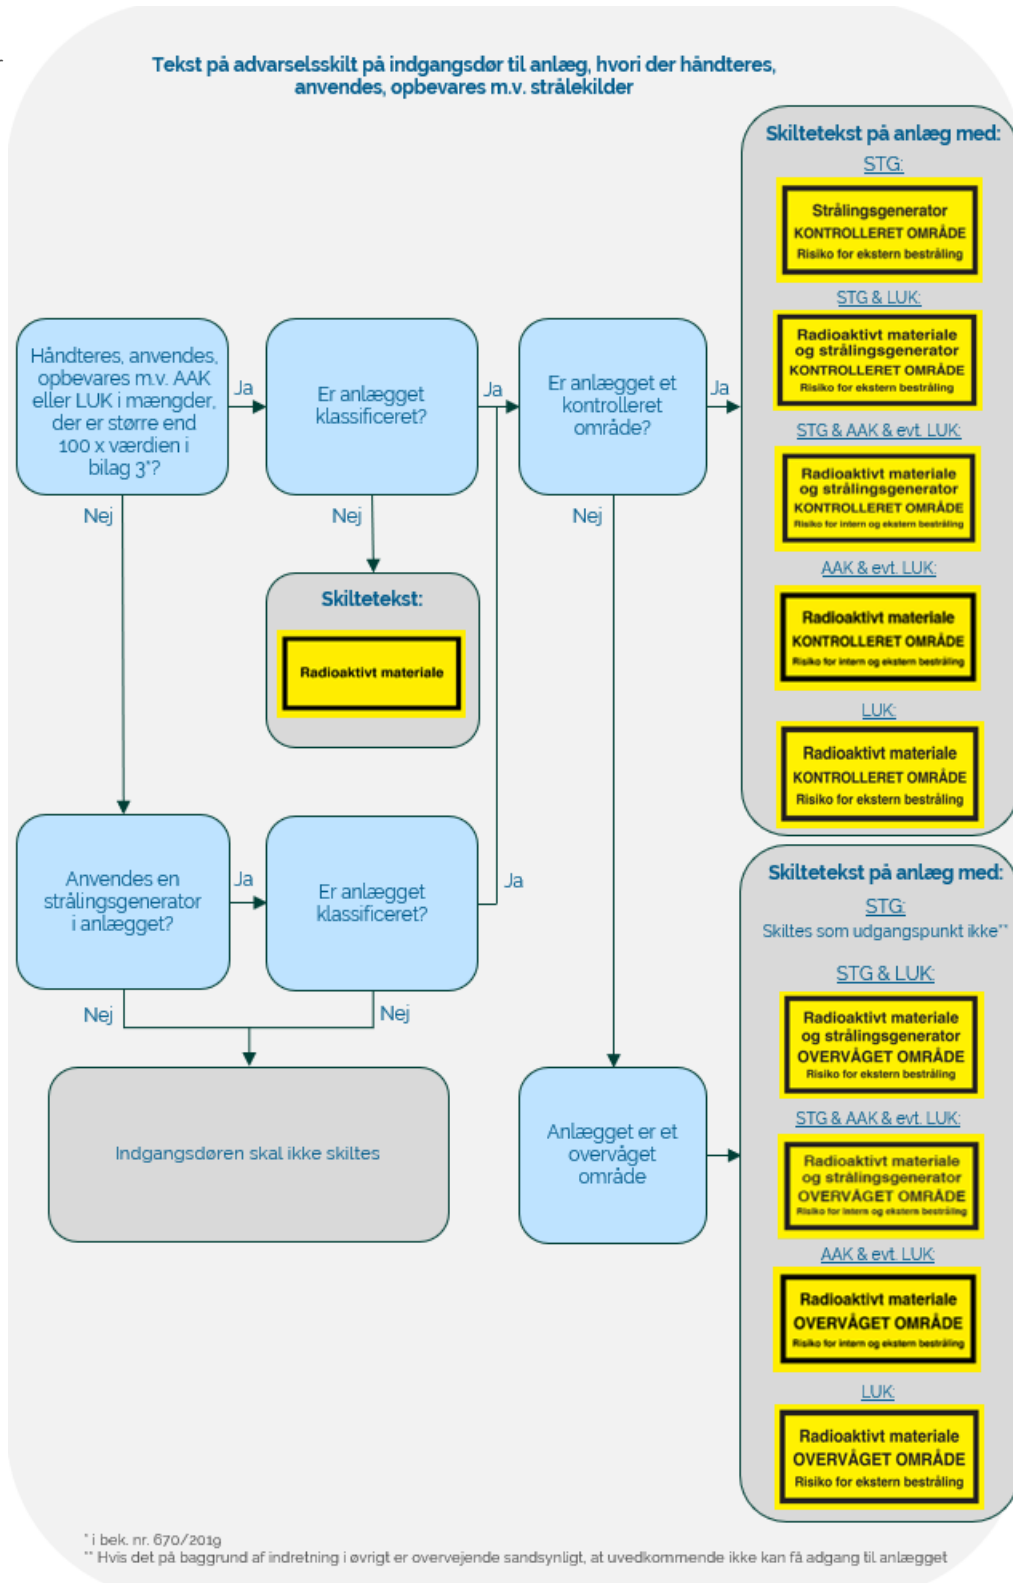 Tekst på advarselsskilt på indgangsdør til anlæg, hvori der håndteres,
anvendes, opbevares m.v. strålekilder
Håndteres, anvendes,
opbevares m.v. AAK
eller LUK i mængder,
der er større end
100 x værdien i
bilag 3*?
Ja
Nej
Er anlægget
klassificeret?
Ja
Nej
Er anlægget et
kontrolleret
område?
Ja
Nej
Skiltetekst:
Radioaktivt materiale
Anvendes en
strålingsgenerator
i anlægget?
Ja
Nej
Er anlægget
klassificeret?
Ja
Nej
Indgangsdøren skal ikke skiltes
Anlægget er et
overvåget
område
Skiltetekst på anlæg med:
STG:
Strålingsgenerator
KONTROLLERET OMRÅDE
Risiko for ekstern bestråling
STG & LUK:
Radioaktivt materiale
og strålingsgenerator
KONTROLLERET OMRÅDE
Risiko for ekstern bestråling
STG & AAK & evt. LUK:
Radioaktivt materiale
og strålingsgenerator
KONTROLLERET OMRÅDE
Risiko for intern og ekstern bestråling
AAK & evt. LUK:
Radioaktivt materiale
KONTROLLERET OMRÅDE
Risiko for intern og ekstern bestråling
LUK:
Radioaktivt materiale
KONTROLLERET OMRÅDE
Risiko for ekstern bestråling
Skiltetekst på anlæg med:
STG:
Skiltes som udgangspunkt ikke**
STG & LUK:
Radioaktivt materiale
og strålingsgenerator
OVERVÅGET OMRÅDE
Risiko for ekstern bestråling
STG & AAK & evt. LUK:
Radioaktivt materiale
og strålingsgenerator
OVERVÅGET OMRÅDE
Risiko for intern og ekstern bestråling
AAK & evt. LUK:
Radioaktivt materiale
OVERVÅGET OMRÅDE
Risiko for intern og ekstern bestråling
LUK:
Radioaktivt materiale
OVERVÅGET OMRÅDE
Risiko for ekstern bestråling
* i bek. nr. 670/2019
** Hvis det på baggrund af indretning i øvrigt er overvejende sandsynligt, at uvedkommende ikke kan få adgang til anlægget